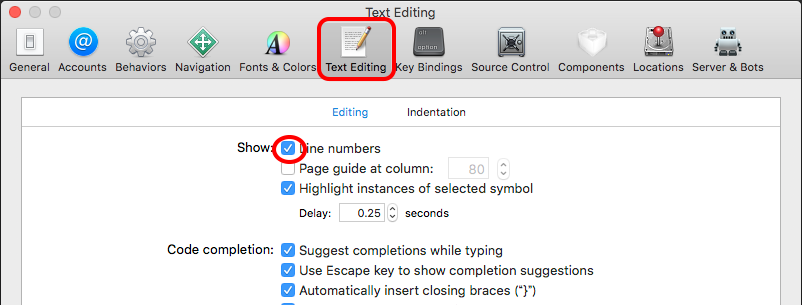 Text Editing
General Accounts Behaviors Navigation Fonts & Colors Text Editing Key Bindings Source Control Components Locations Server & Bots
Editing Indentation
Show: Line numbers
Page guide at column: 80
Highlight instances of selected symbol
Delay: 0.25 seconds
Code completion: Suggest completions while typing
Use Escape key to show completion suggestions
Automatically insert closing braces (“}”)